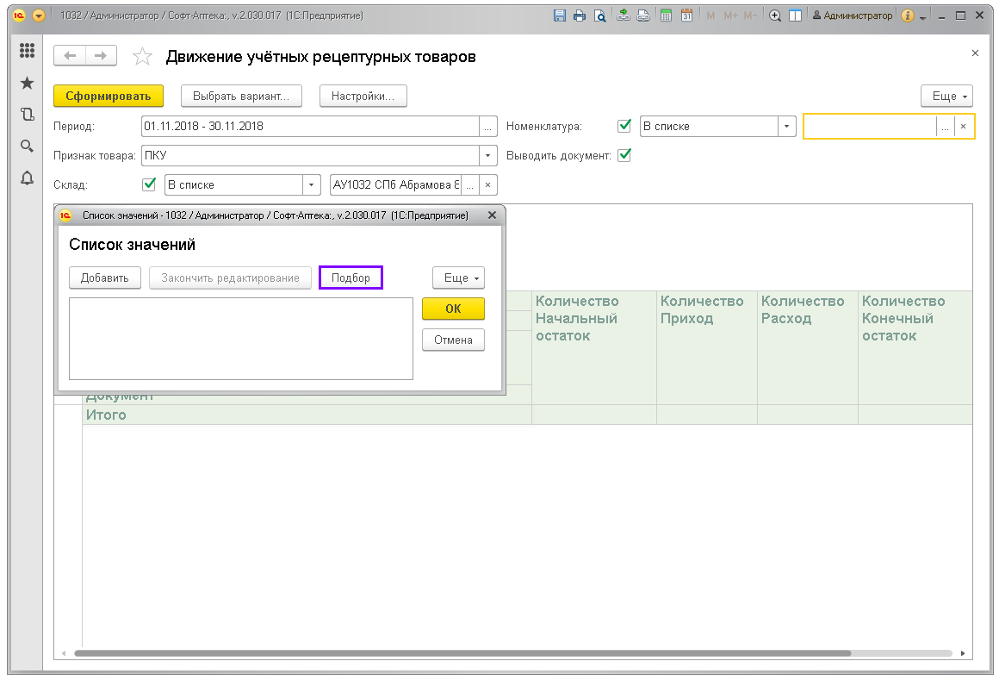 1032 / Администратор / Софт-Аптека:, v.2.030.017 (1С:Предприятие)
M M+ M- Администратор
Движение учётных рецептурных товаров
Сформировать Выбрать вариант... Настройки... Еще
Период: 01.11.2018 - 30.11.2018 ... Номенклатура: В списке ... ×
Признак товара: ПКУ Выводить документ:
Склад: В списке АУ1032 СПб Абрамова 8 ... ×
Список значений - 1032 / Администратор / Софт-Аптека:, v.2.030.017 (1С:Предприятие)
Список значений
Добавить Закончить редактирование Подбор Еще
ОК
Отмена
Количество Начальный остаток
Количество Приход
Количество Расход
Количество Конечный остаток
Документ
Итого